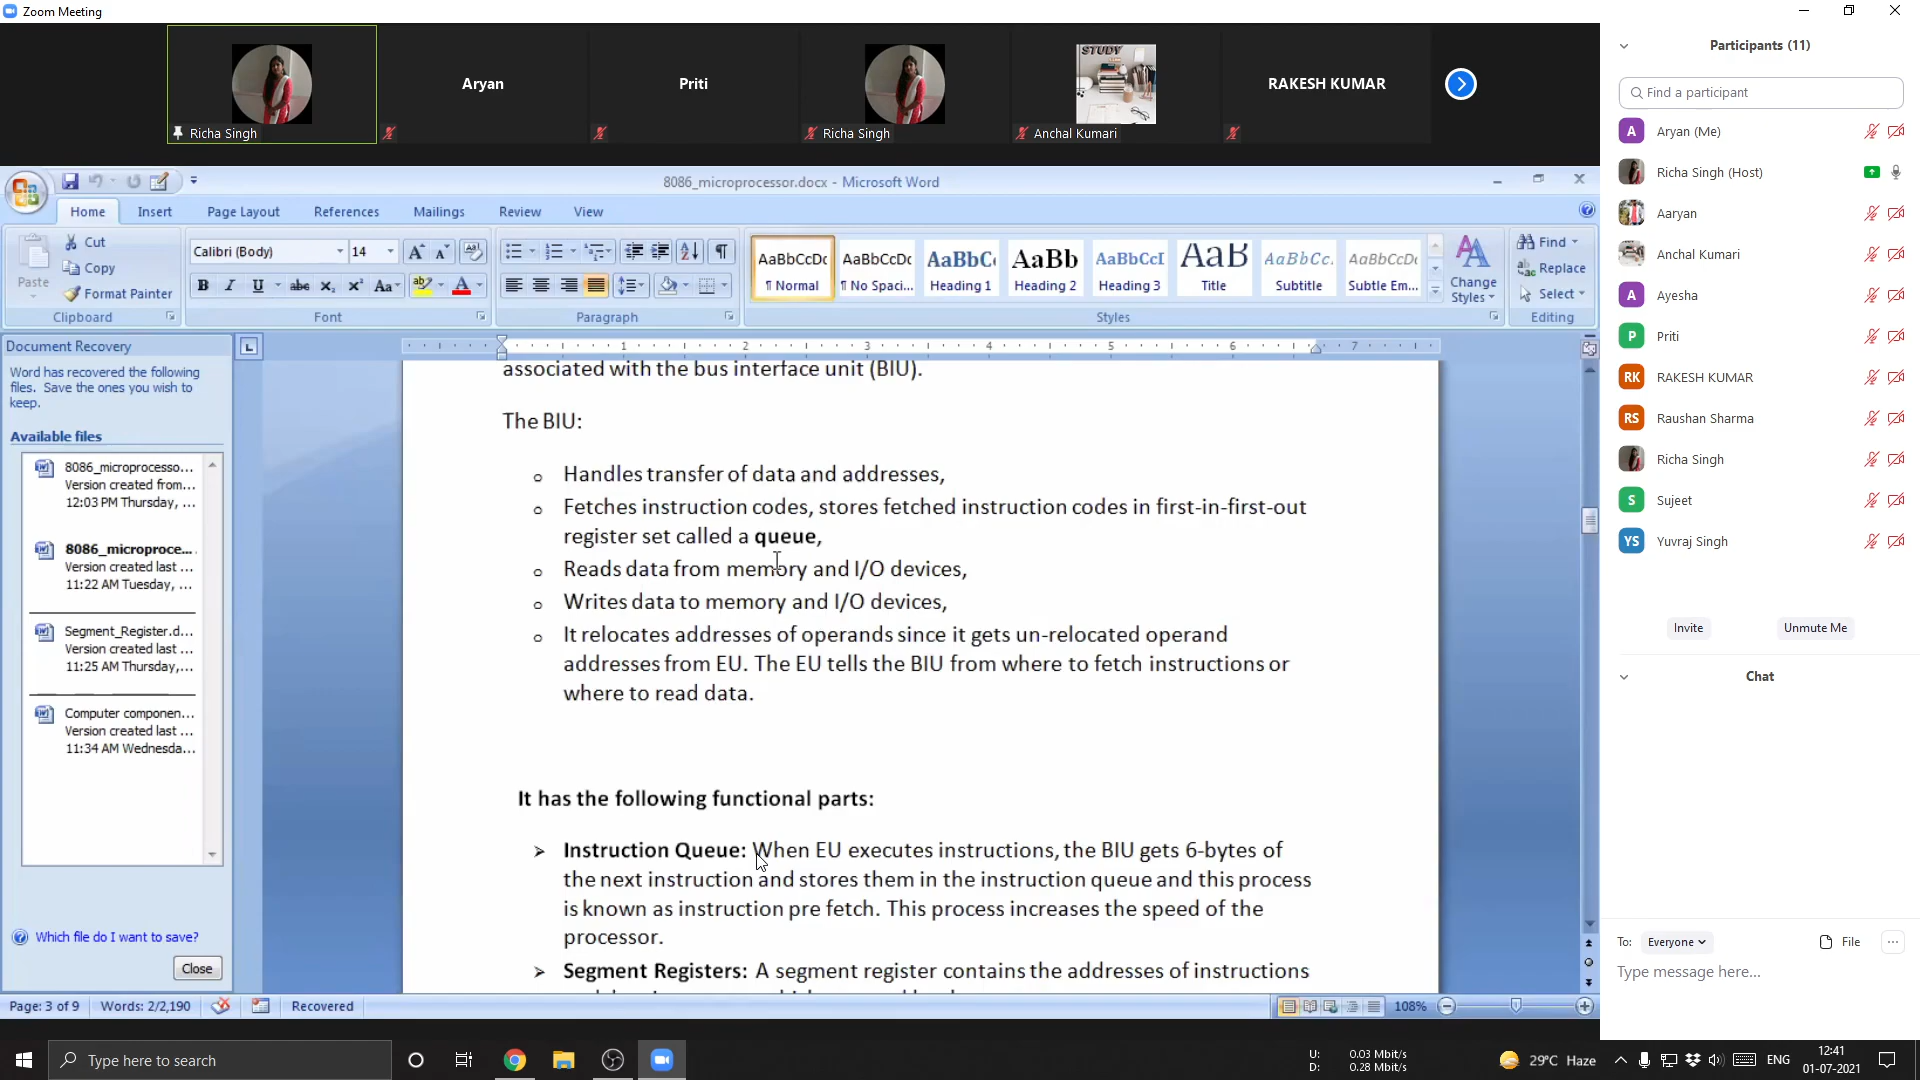 Zoom Meeting
Richa Singh
Aryan
Priti
Richa Singh
STUDY
Anchal Kumari
RAKESH KUMAR
8086_microprocessor.docx - Microsoft Word
Home Insert Page Layout References Mailings Review View
Paste
Cut
Copy
Format Painter
Clipboard
Calibri (Body) 14
Font
Paragraph
AaBbCcDc AaBbCcDc AaBbC( AaBb AaBbCcI AaB AaBbCc. AaBbCcDc
¶ Normal ¶ No Spaci... Heading 1 Heading 2 Heading 3 Title Subtitle Subtle Em...
Change
Styles
Styles
Find
Replace
Select
Editing
Document Recovery
Word has recovered the following
files. Save the ones you wish to
keep.
Available files
8086_microprocesso...
Version created from...
12:03 PM Thursday, ...
8086_microproce...
Version created last ...
11:22 AM Tuesday, ...
Segment_Register.d...
Version created last ...
11:25 AM Thursday,...
Computer componen...
Version created last ...
11:34 AM Wednesda...
Which file do I want to save?
Close
1 2 3 4 5 6 7
associated with the bus interface unit (BIU).
The BIU:
o Handles transfer of data and addresses,
o Fetches instruction codes, stores fetched instruction codes in first-in-first-out
register set called a queue,
o Reads data from memory and I/O devices,
o Writes data to memory and I/O devices,
o It relocates addresses of operands since it gets un-relocated operand
addresses from EU. The EU tells the BIU from where to fetch instructions or
where to read data.
It has the following functional parts:
➢ Instruction Queue: When EU executes instructions, the BIU gets 6-bytes of
the next instruction and stores them in the instruction queue and this process
is known as instruction pre fetch. This process increases the speed of the
processor.
➢ Segment Registers: A segment register contains the addresses of instructions
Page: 3 of 9 Words: 2/2,190 Recovered 108%
Participants (11)
Find a participant
A Aryan (Me)
Richa Singh (Host)
Aaryan
Anchal Kumari
A Ayesha
P Priti
RK RAKESH KUMAR
RS Raushan Sharma
Richa Singh
S Sujeet
YS Yuvraj Singh
Invite Unmute Me
Chat
To: Everyone File
Type message here...
Type here to search
U: 0.03 Mbit/s
D: 0.28 Mbit/s
29°C Haze
ENG
12:41
01-07-2021